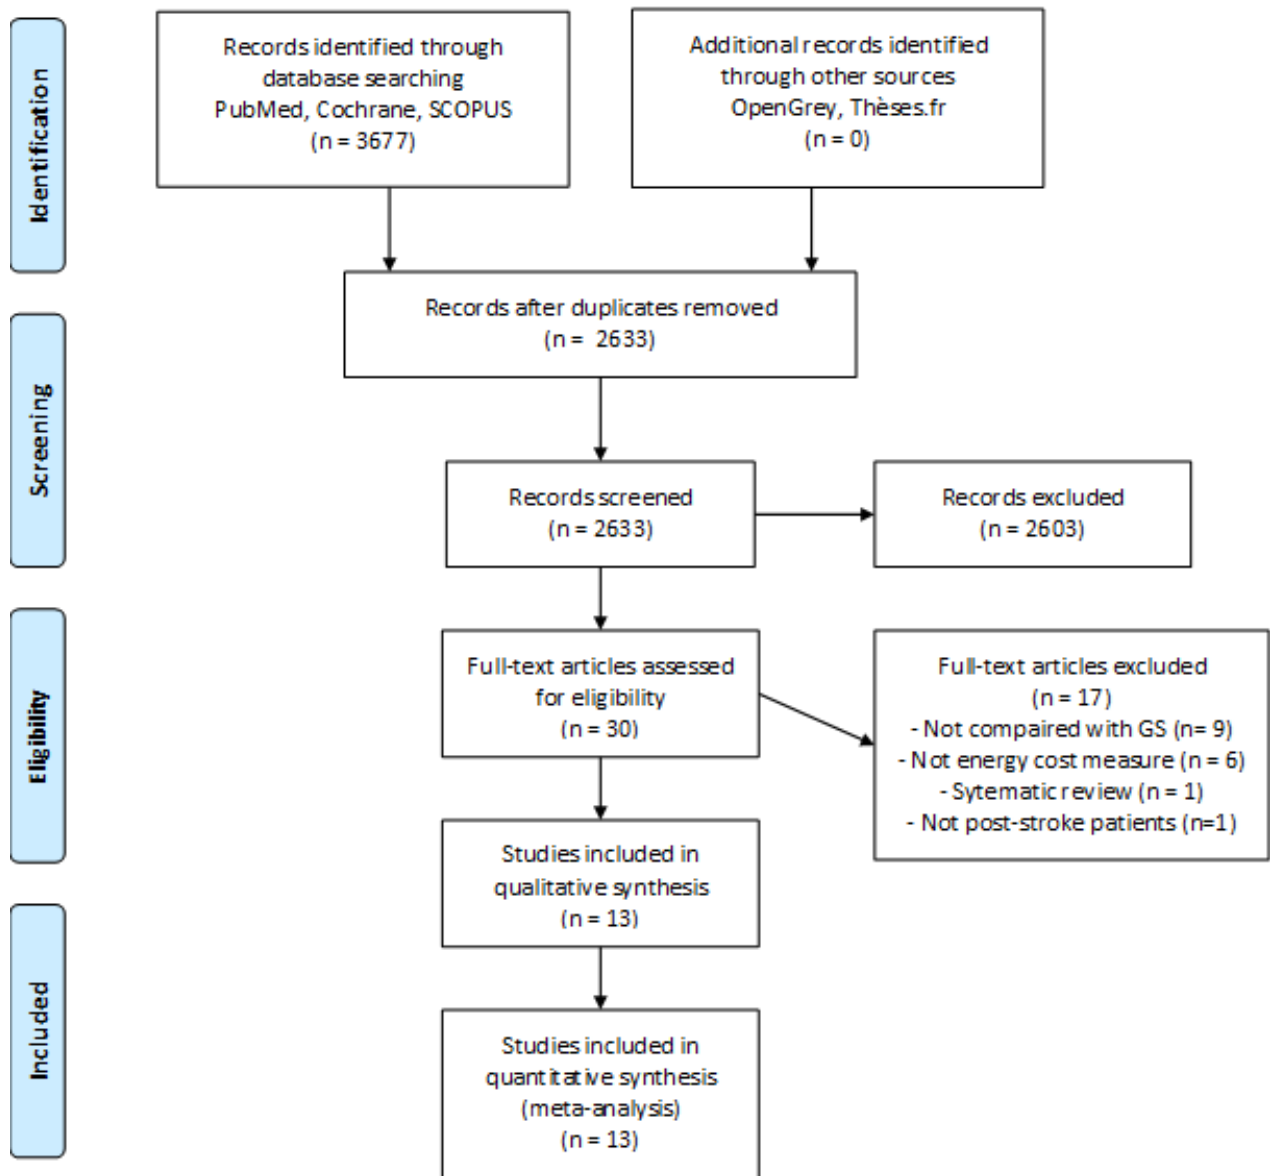 Identification
Records identified through
database searching
PubMed, Cochrane, SCOPUS
(n = 3677)
Additional records identified
through other sources
OpenGrey, Thèses.fr
(n = 0)
Records after duplicates removed
(n = 2633)
Screening
Records screened
(n = 2633)
Records excluded
(n = 2603)
Eligibility
Full-text articles assessed
for eligibility
(n = 30)
Full-text articles excluded
(n = 17)
- Not compaired with GS (n= 9)
- Not energy cost measure (n = 6)
- Sytematic review (n = 1)
- Not post-stroke patients (n=1)
Studies included in
qualitative synthesis
(n = 13)
Included
Studies included in
quantitative synthesis
(meta-analysis)
(n = 13)